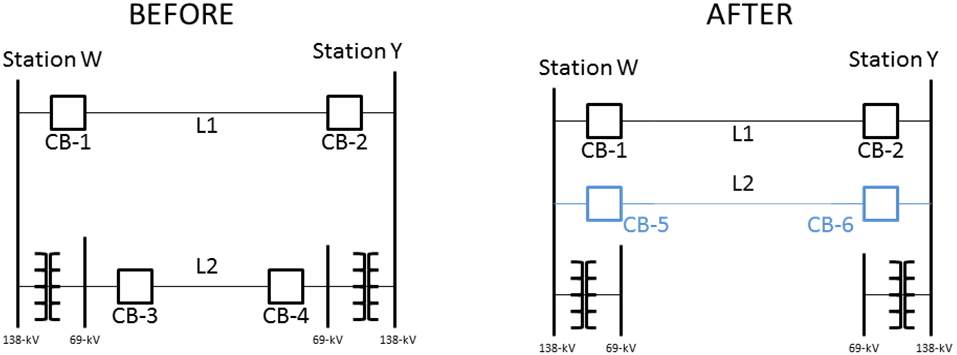 BEFORE
AFTER
Station W
Station Y
CB-1
L1
CB-2
L2
CB-3
CB-4
138-kV
69-kV
69-kV
138-kV
Station W
Station Y
CB-1
L1
CB-2
L2
CB-5
CB-6
138-kV
69-kV
69-kV
138-kV